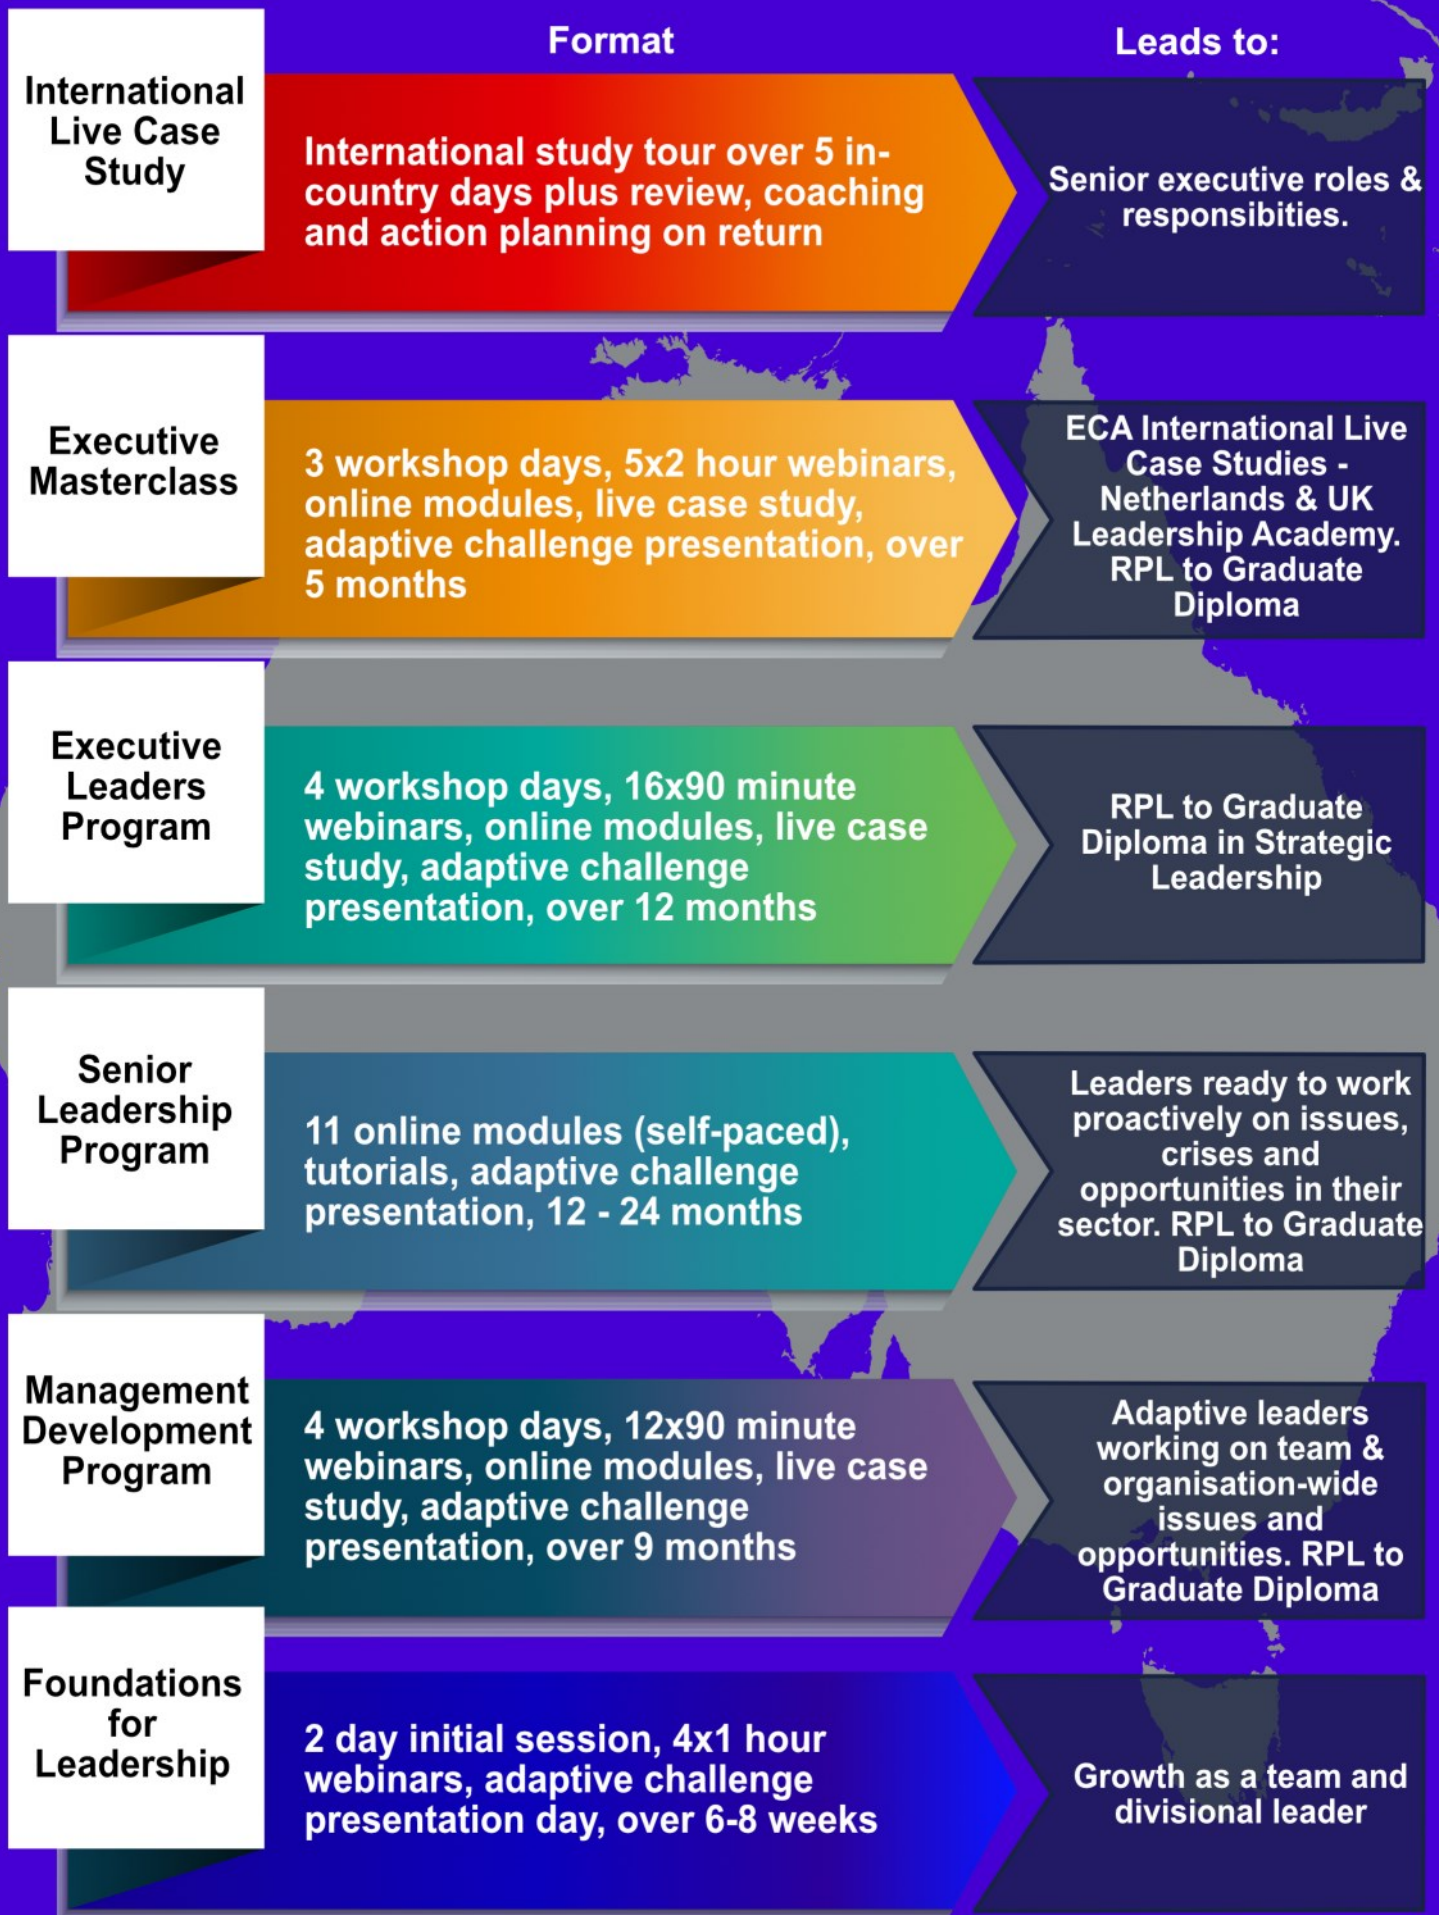 Format
Leads to:
International
Live Case
Study
International study tour over 5 in-
country days plus review, coaching
and action planning on return
Senior executive roles &
responsibities.
Executive
Masterclass
3 workshop days, 5x2 hour webinars,
online modules, live case study,
adaptive challenge presentation, over
5 months
ECA International Live
Case Studies -
Netherlands & UK
Leadership Academy.
RPL to Graduate
Diploma
Executive
Leaders
Program
4 workshop days, 16x90 minute
webinars, online modules, live case
study, adaptive challenge
presentation, over 12 months
RPL to Graduate
Diploma in Strategic
Leadership
Senior
Leadership
Program
11 online modules (self-paced),
tutorials, adaptive challenge
presentation, 12 - 24 months
Leaders ready to work
proactively on issues,
crises and
opportunities in their
sector. RPL to Graduate
Diploma
Management
Development
Program
4 workshop days, 12x90 minute
webinars, online modules, live case
study, adaptive challenge
presentation, over 9 months
Adaptive leaders
working on team &
organisation-wide
issues and
opportunities. RPL to
Graduate Diploma
Foundations
for
Leadership
2 day initial session, 4x1 hour
webinars, adaptive challenge
presentation day, over 6-8 weeks
Growth as a team and
divisional leader